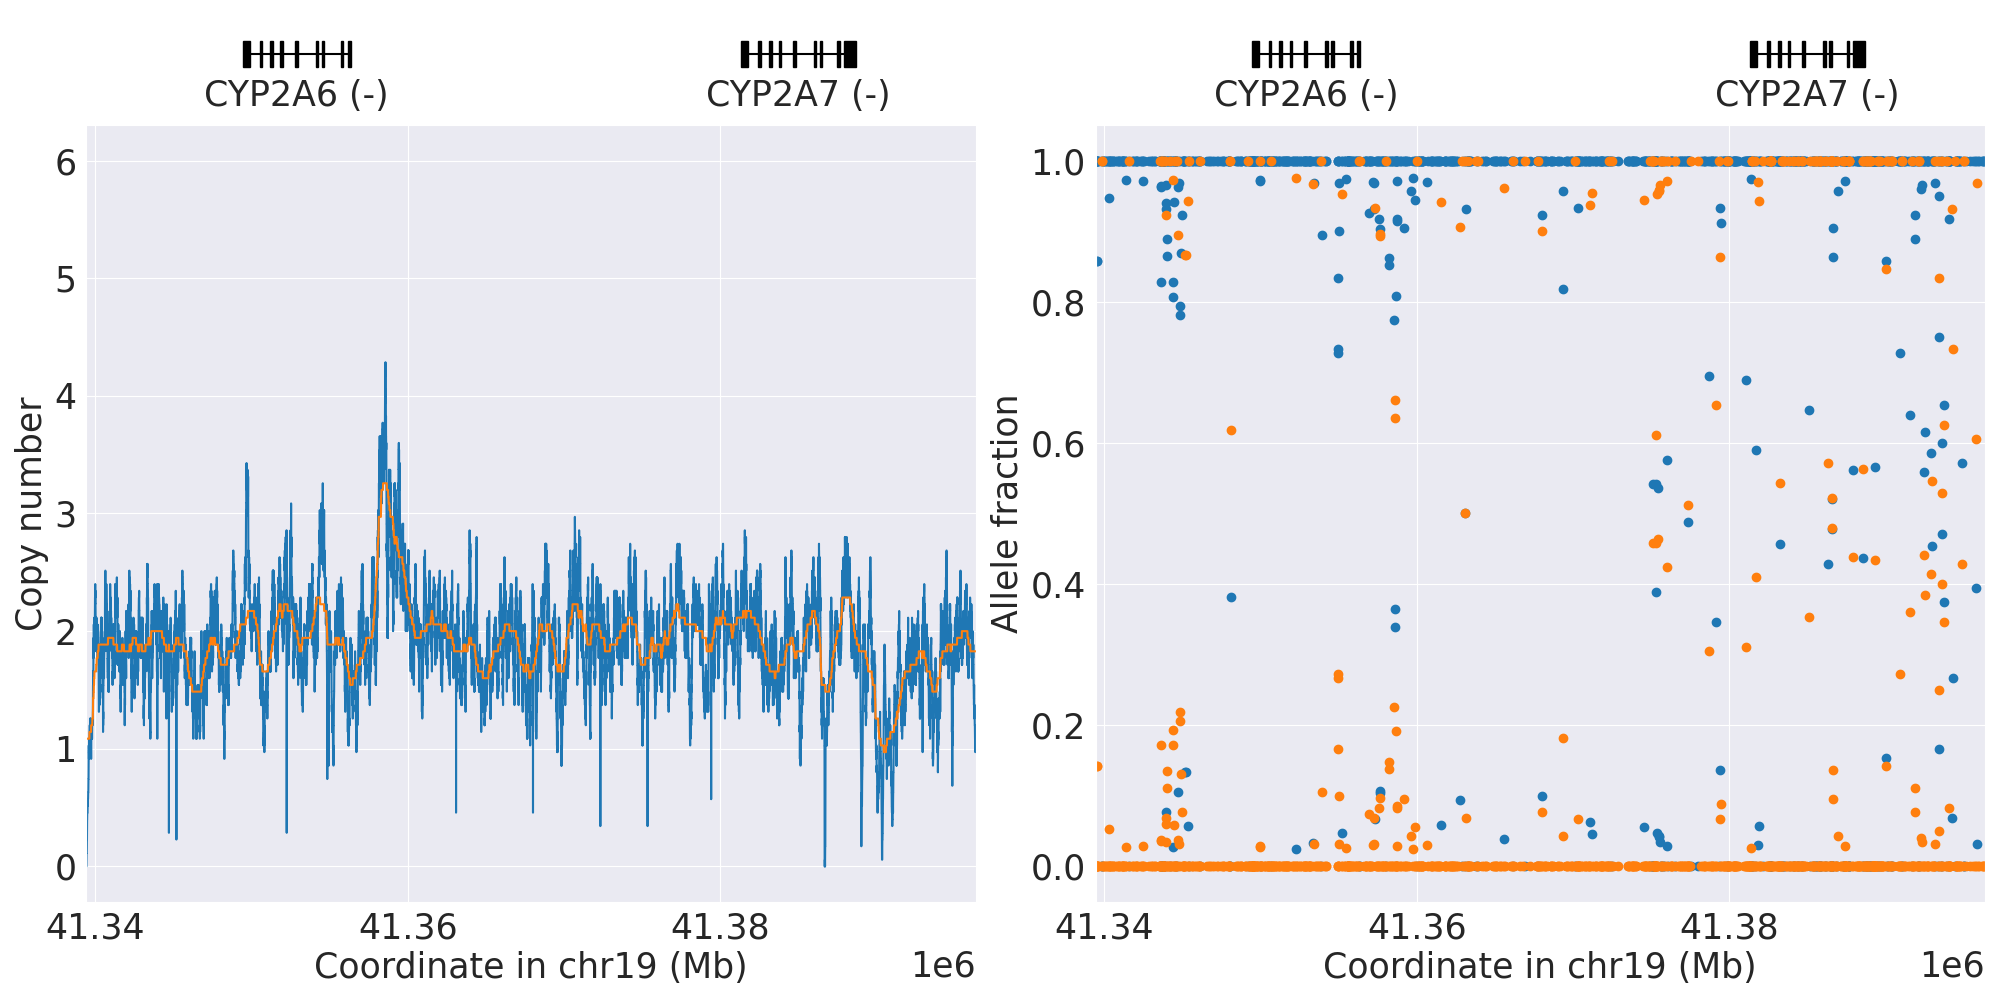 CYP2A6 (-)
CYP2A7 (-)
6
5
4
3
2
1
0
Copy number
41.34
41.36
41.38
Coordinate in chr19 (Mb)
1e6
CYP2A6 (-)
CYP2A7 (-)
1.0
0.8
0.6
0.4
0.2
0.0
Allele fraction
41.34
41.36
41.38
Coordinate in chr19 (Mb)
1e6